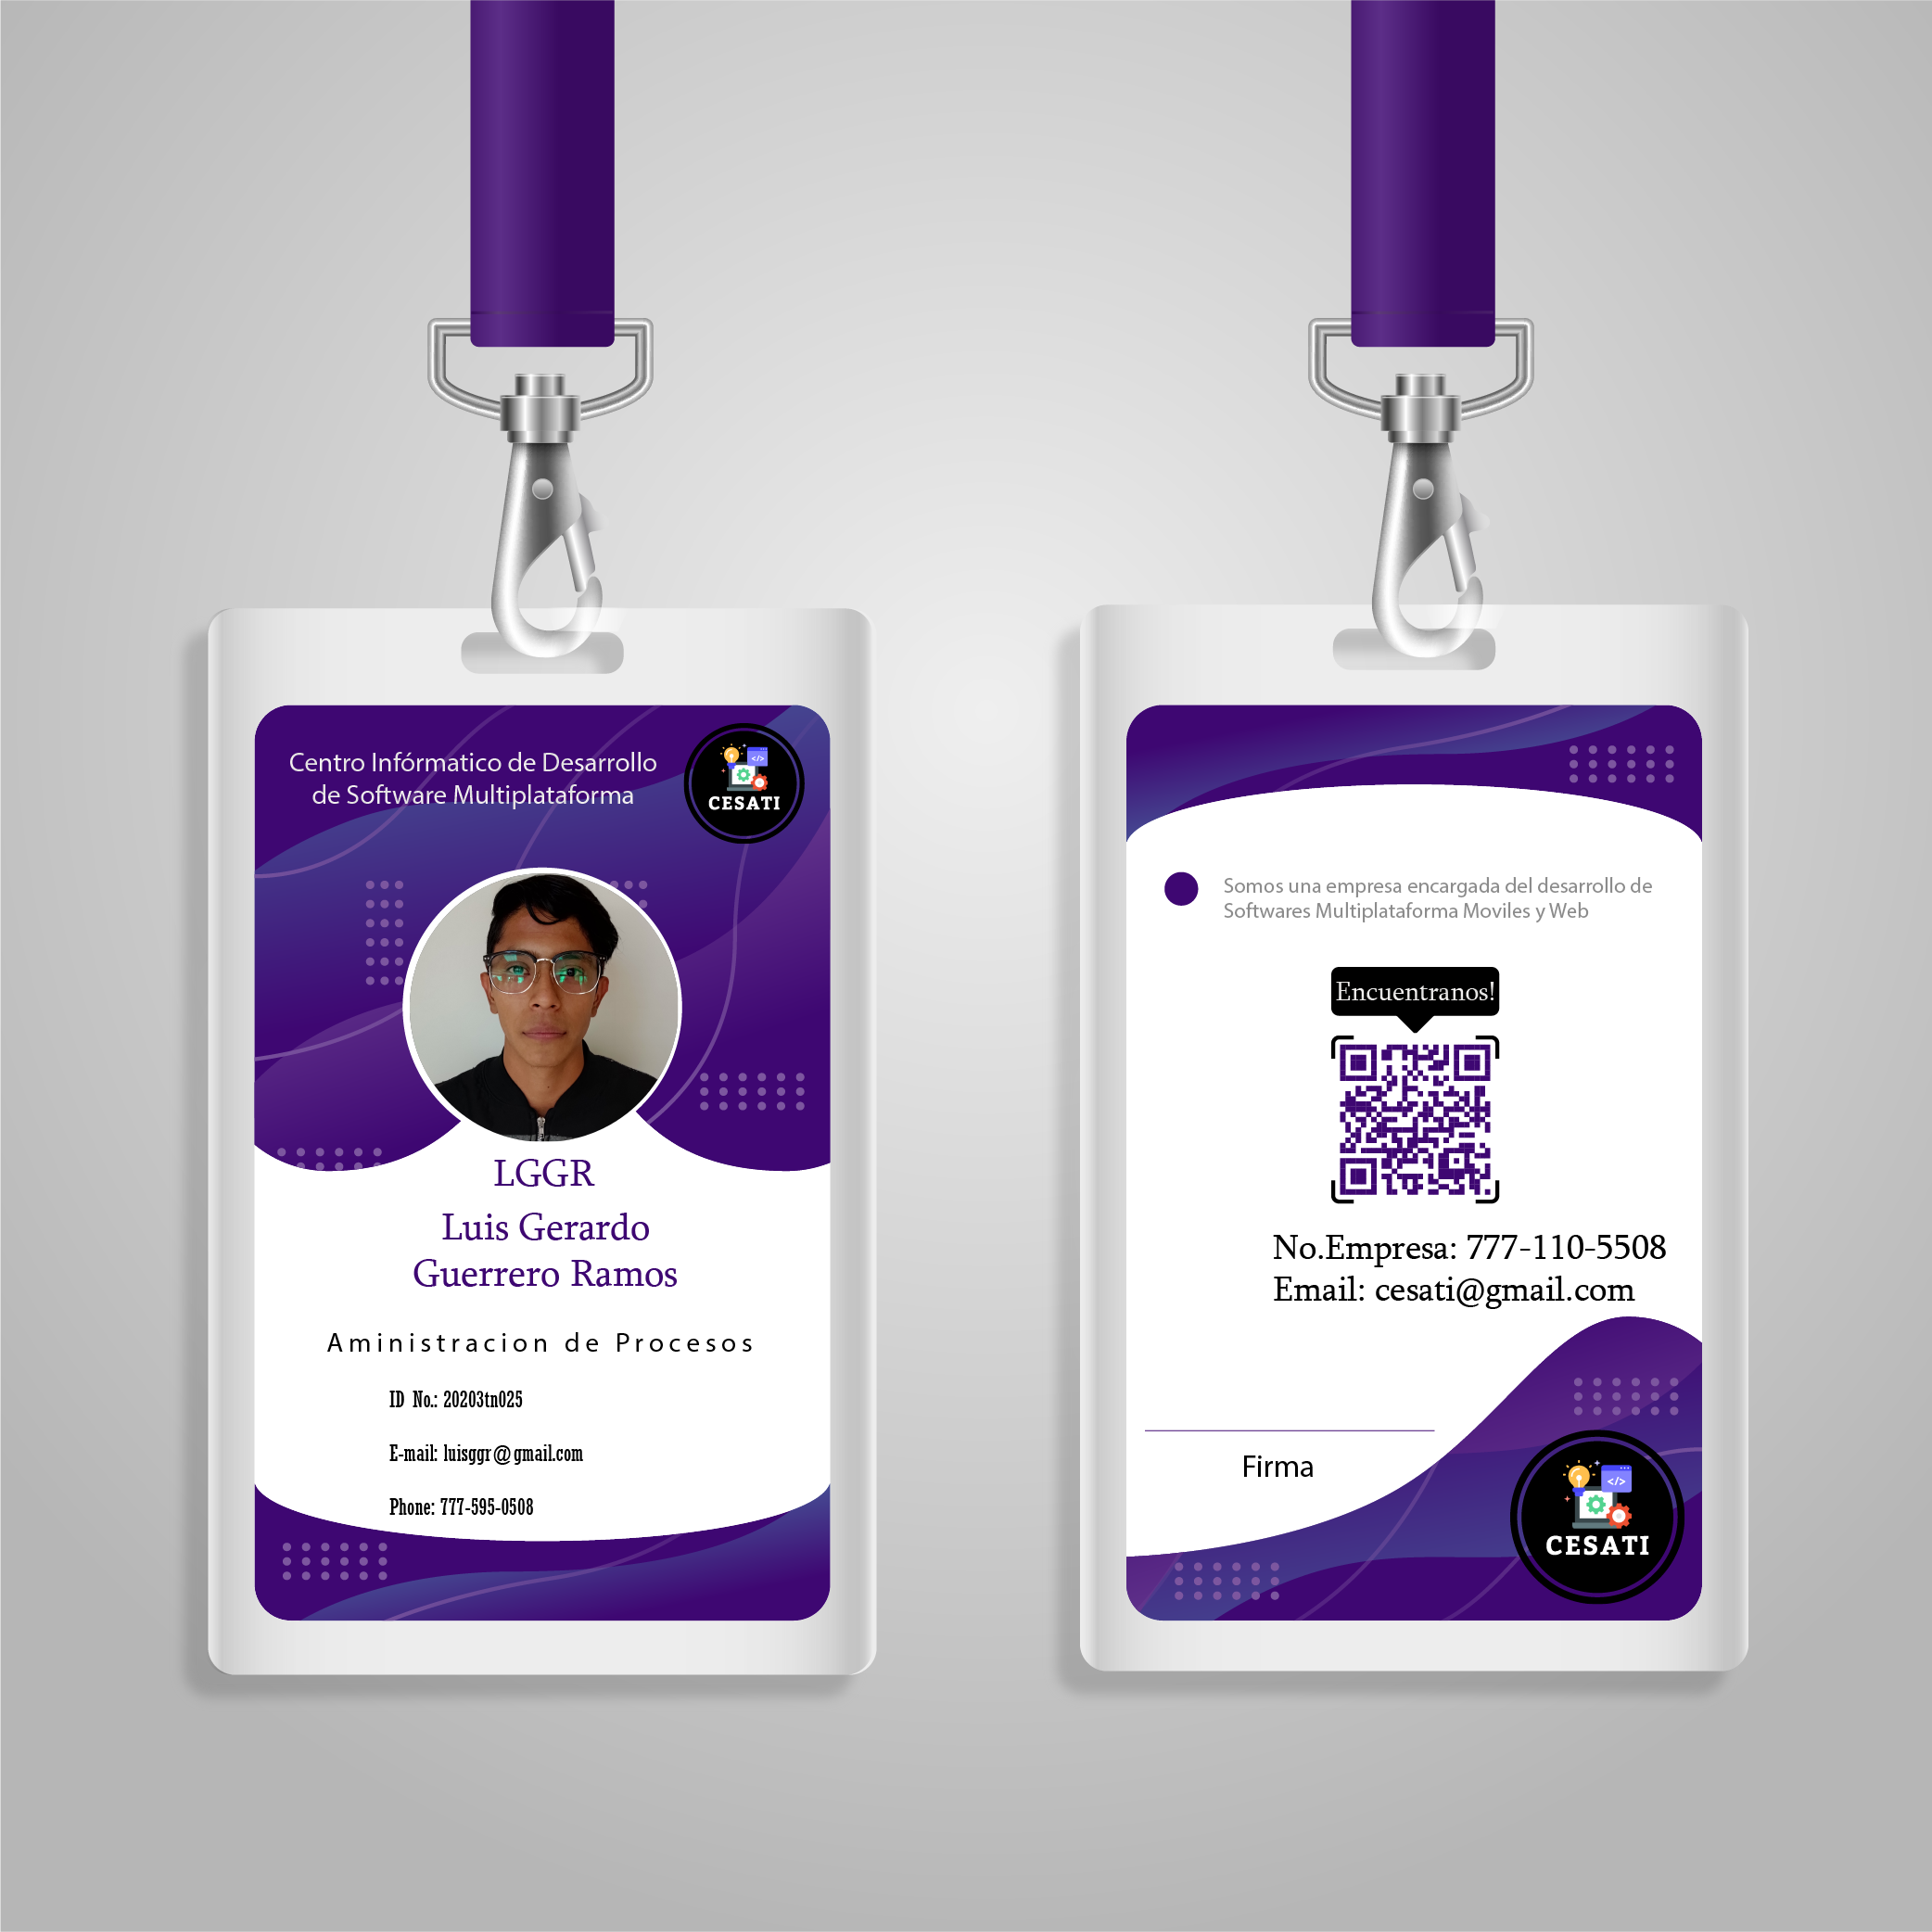 Centro Infórmatico de Desarrollo
de Software Multiplataforma
CESATI
LGGR
Luis Gerardo
Guerrero Ramos
Aministracion de Procesos
ID No.: 20203tn025
E-mail: luisggr@gmail.com
Phone: 777-595-0508
Somos una empresa encargada del desarrollo de
Softwares Multiplataforma Moviles y Web
Encuentranos!
No.Empresa: 777-110-5508
Email: cesati@gmail.com
Firma
</> 
CESATI